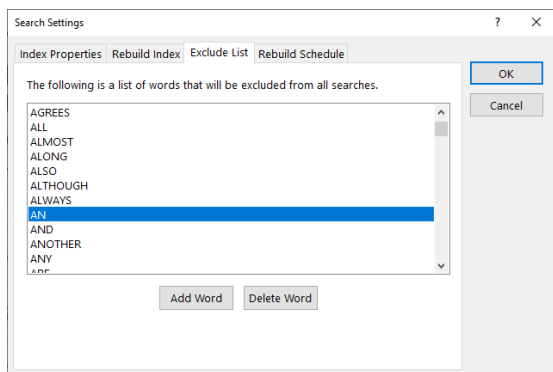 Search Settings
Index Properties Rebuild Index Exclude List Rebuild Schedule
OK
Cancel
The following is a list of words that will be excluded from all searches.
AGREES
ALL
ALMOST
ALONG
ALSO
ALTHOUGH
ALWAYS
AN
AND
ANOTHER
ANY
ARE
Add Word Delete Word